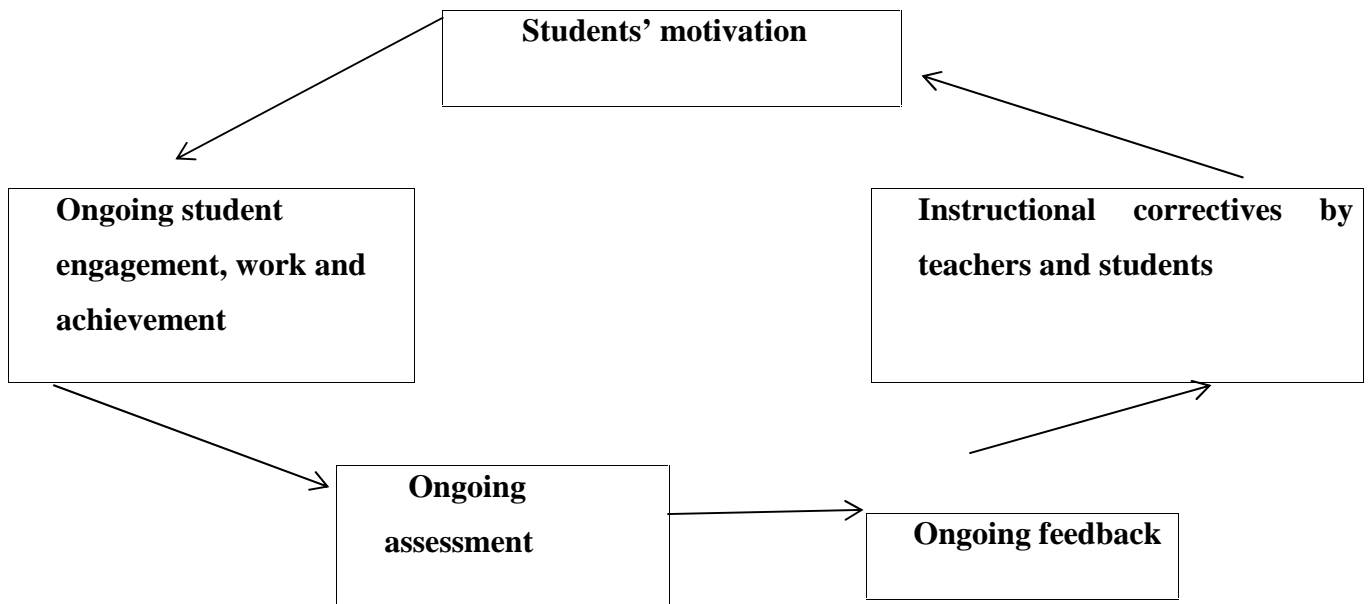 Students’ motivation
Ongoing student
engagement, work and
achievement
Instructional correctives by
teachers and students
Ongoing
assessment
Ongoing feedback